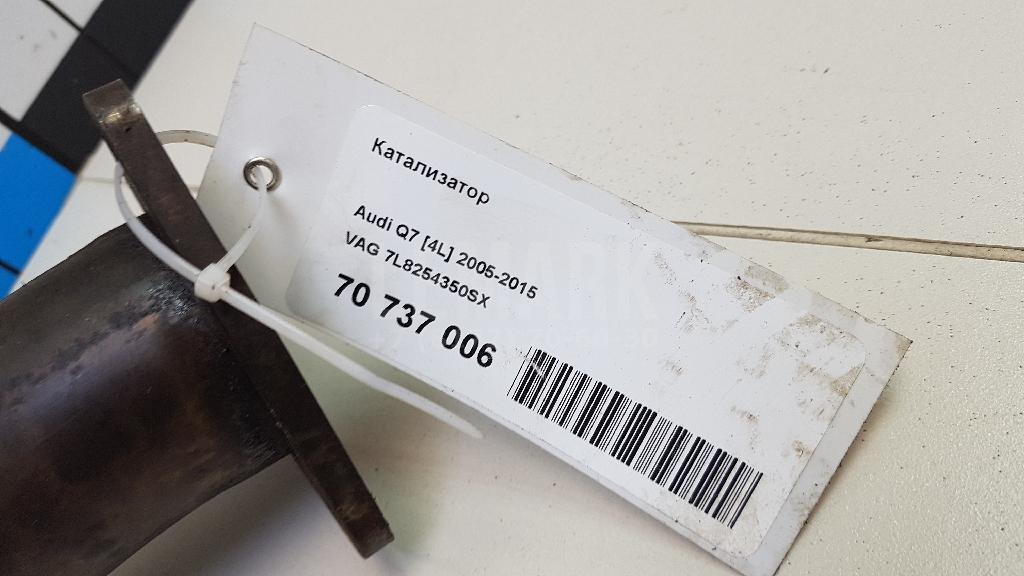 Катализатор
Audi Q7 [4L] 2005-2015
VAG 7L8254350SX
70 737 006